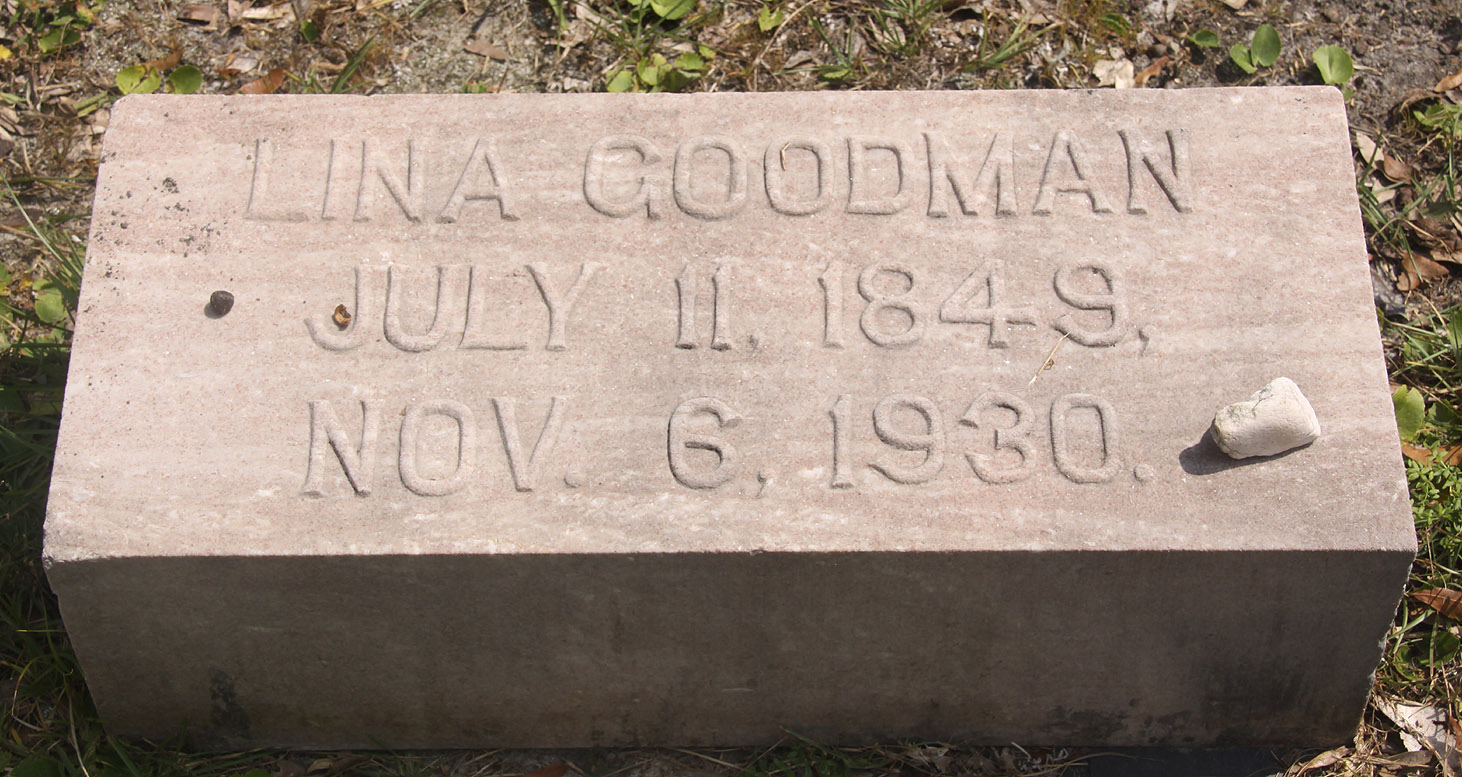 LINA GOODMAN
JULY 11, 1849,
NOV. 6, 1930.